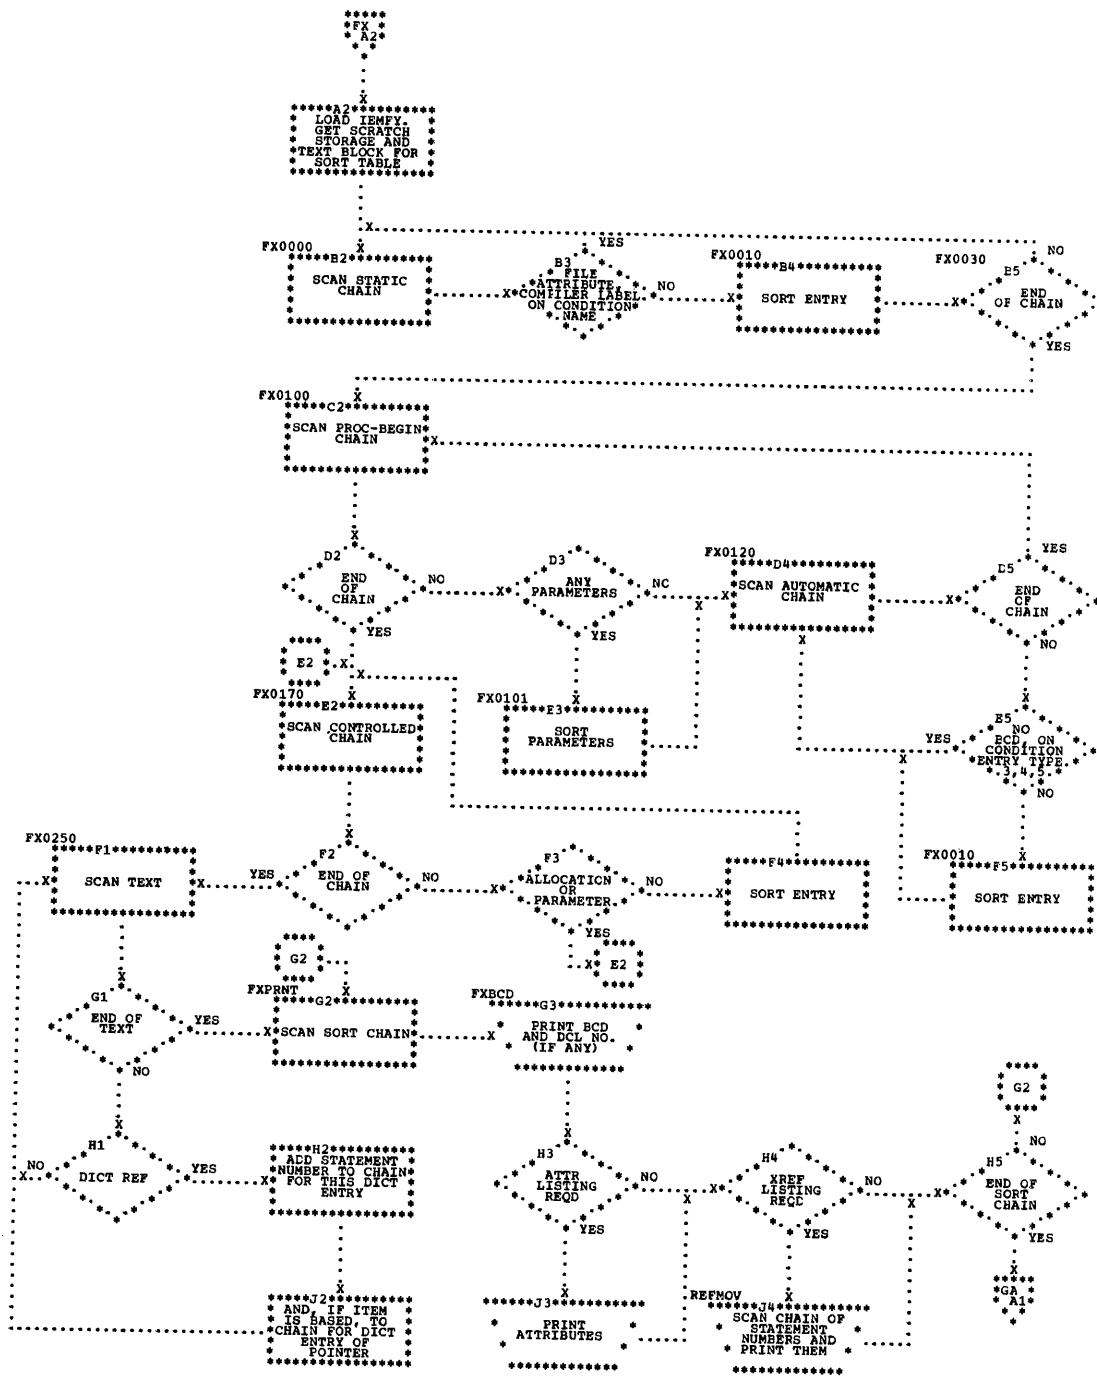 FX
A2
A2
LOAD IEMFY.
GET SCRATCH
STORAGE AND
TEXT BLOCK FOR
SORT TABLE
FX0000
B2
SCAN STATIC
CHAIN
YES
B3
FILE
ATTRIBUTE,
COMPILER LABEL
ON CONDITION
NAME
NO
FX0010
B4
SORT ENTRY
FX0030
NO
B5
END
OF CHAIN
YES
FX0100
C2
SCAN PROC-BEGIN
CHAIN
D2
END
OF
CHAIN
NO
YES
D3
ANY
PARAMETERS
NC
YES
FX0120
D4
SCAN AUTOMATIC
CHAIN
YES
D5
END
OF
CHAIN
NO
E2
FX0170
E2
SCAN CONTROLLED
CHAIN
FX0101
E3
SORT
PARAMETERS
YES
E5
NO
BCD, ON
CONDITION
ENTRY TYPE
3,4,5
NO
FX0250
F1
SCAN TEXT
YES
F2
END OF
CHAIN
NO
F3
ALLOCATION
OR
PARAMETER
NO
YES
F4
SORT ENTRY
FX0010
F5
SORT ENTRY
G2
E2
G1
END OF
TEXT
YES
NO
FXPRNT
G2
SCAN SORT CHAIN
FXBCD
G3
PRINT BCD
AND DCL NO.
(IF ANY)
G2
NO
H1
DICT REF
NO
YES
H2
ADD STATEMENT
NUMBER TO CHAIN
FOR THIS DICT
ENTRY
H3
ATTR
LISTING
REQD
NO
YES
H4
XREF
LISTING
REQD
NO
YES
H5
END OF
SORT
CHAIN
YES
J2
AND, IF ITEM
IS BASED, TO
CHAIN FOR DICT
ENTRY OF
POINTER
J3
PRINT
ATTRIBUTES
REFMOV
J4
SCAN CHAIN OF
STATEMENT
NUMBERS AND
PRINT THEM
GA
A1